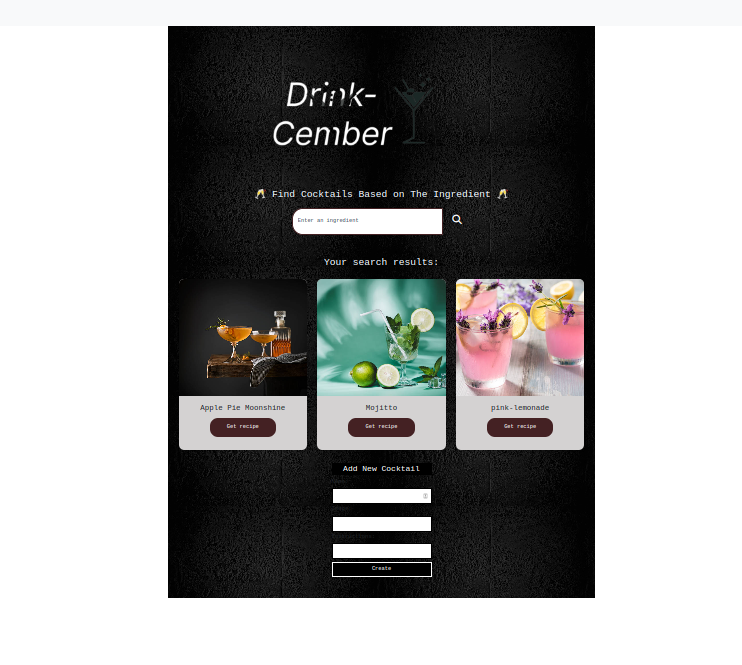 Drink-
Cember
🥂 Find Cocktails Based on The Ingredient 🥂
Enter an ingredient
Your search results:
Apple Pie Moonshine
Mojitto
pink-lemonade
Get recipe
Get recipe
Get recipe
Add New Cocktail
Create